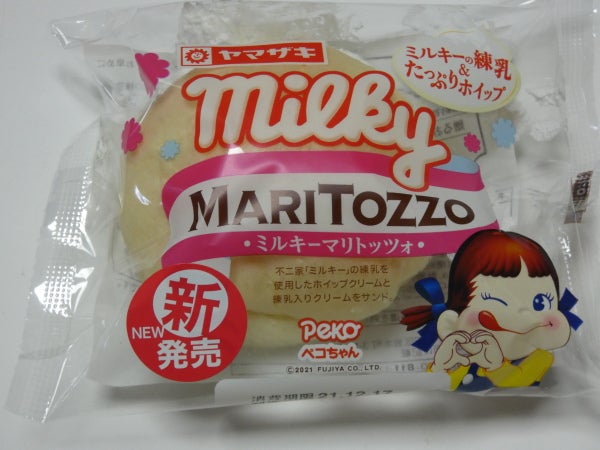 ヤマザキ
ミルキーの練乳
&
たっぷりホイップ
milky
MARITOZZO
・ミルキーマリトッツォ・
不二家「ミルキー」の練乳を
使用したホイップクリームと
練乳入りクリームをサンド。
NEW
新
発売
Peko
ペコちゃん
©2021 FUJIYA CO., LTD.
消費期限 21.12.17